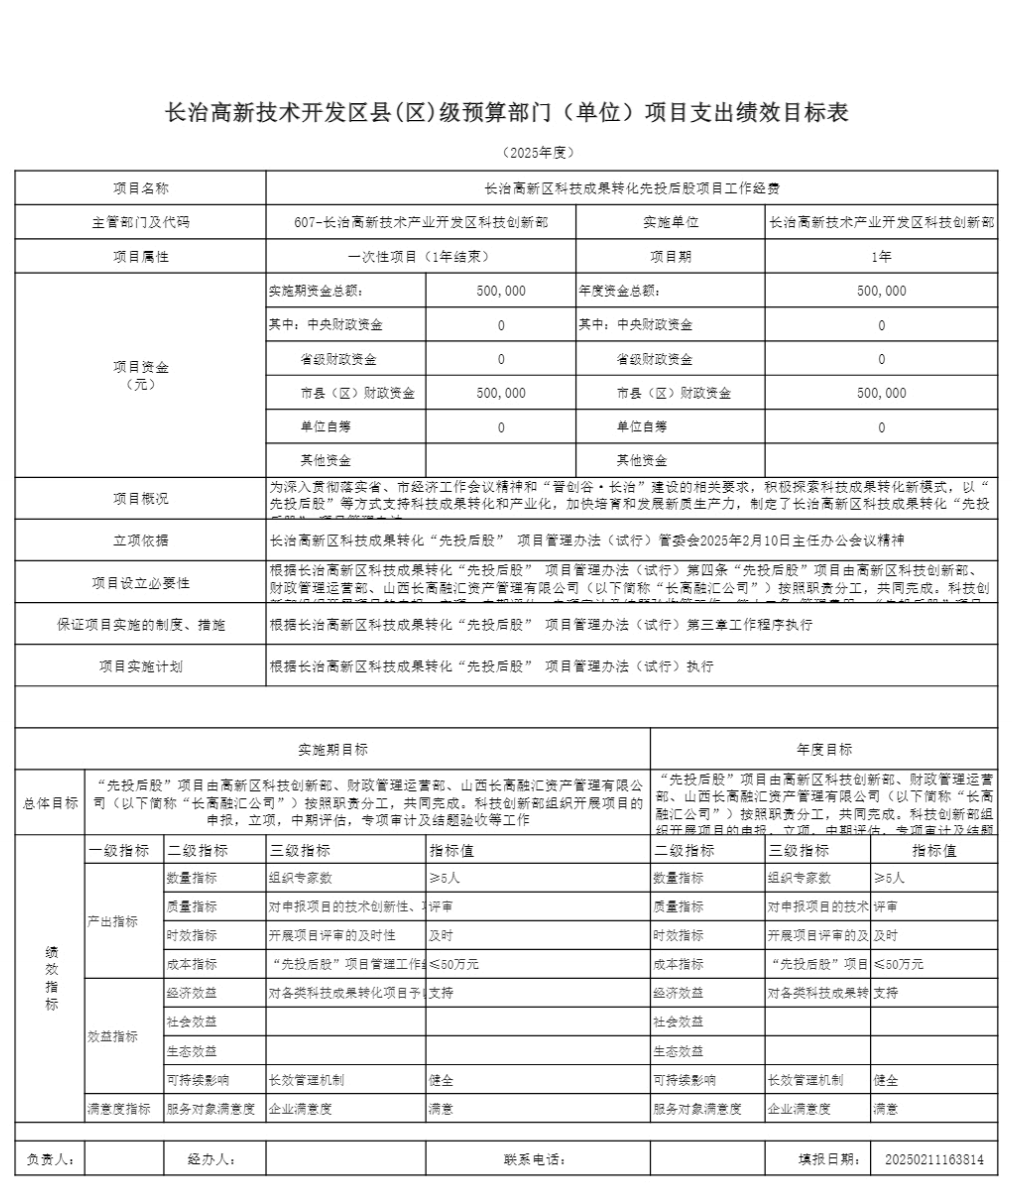 长治高新技术开发区县(区)级预算部门（单位）项目支出绩效目标表
（2025年度）
项目名称 长治高新区科技成果转化先投后股项目工作经费
主管部门及代码 607-长治高新技术产业开发区科技创新部 实施单位 长治高新技术产业开发区科技创新部
项目属性 一次性项目（1年结束） 项目期 1年
项目资金
（元）
实施期资金总额： 500,000 年度资金总额： 500,000
其中：中央财政资金 0 其中：中央财政资金 0
省级财政资金 0 省级财政资金 0
市县（区）财政资金 500,000 市县（区）财政资金 500,000
单位自筹 0 单位自筹 0
其他资金 其他资金
项目概况
为深入贯彻落实省、市经济工作会议精神和“晋创谷·长治”建设的相关要求，积极探索科技成果转化新模式，以“
先投后股”等方式支持科技成果转化和产业化，加快培育和发展新质生产力，制定了长治高新区科技成果转化“先投
立项依据 长治高新区科技成果转化“先投后股” 项目管理办法（试行）管委会2025年2月10日主任办公会议精神
项目设立必要性
根据长治高新区科技成果转化“先投后股” 项目管理办法（试行）第四条“先投后股”项目由高新区科技创新部、
财政管理运营部、山西长高融汇资产管理有限公司（以下简称“长高融汇公司”）按照职责分工，共同完成。科技创
保证项目实施的制度、措施 根据长治高新区科技成果转化“先投后股” 项目管理办法（试行）第三章工作程序执行
项目实施计划 根据长治高新区科技成果转化“先投后股” 项目管理办法（试行）执行
实施期目标 年度目标
总体目标
“先投后股”项目由高新区科技创新部、财政管理运营部、山西长高融汇资产管理有限公
司（以下简称“长高融汇公司”）按照职责分工，共同完成。科技创新部组织开展项目的
申报，立项，中期评估，专项审计及结题验收等工作
“先投后股”项目由高新区科技创新部、财政管理运营
部、山西长高融汇资产管理有限公司（以下简称“长高
融汇公司”）按照职责分工，共同完成。科技创新部组
织开展项目的申报，立项，中期评估，专项审计及结题
绩
效
指
标
一级指标 二级指标 三级指标 指标值 二级指标 三级指标 指标值
产出指标
数量指标 组织专家数 ≥5人 数量指标 组织专家数 ≥5人
质量指标 对申报项目的技术创新性、 评审 质量指标 对申报项目的技术 评审
时效指标 开展项目评审的及时性 及时 时效指标 开展项目评审的及 及时
成本指标 “先投后股”项目管理工作 ≤50万元 成本指标 “先投后股”项目 ≤50万元
效益指标
经济效益 对各类科技成果转化项目予 支持 经济效益 对各类科技成果转 支持
社会效益 社会效益
生态效益 生态效益
可持续影响 长效管理机制 健全 可持续影响 长效管理机制 健全
满意度指标 服务对象满意度 企业满意度 满意 服务对象满意度 企业满意度 满意
负责人： 经办人： 联系电话： 填报日期： 20250211163814